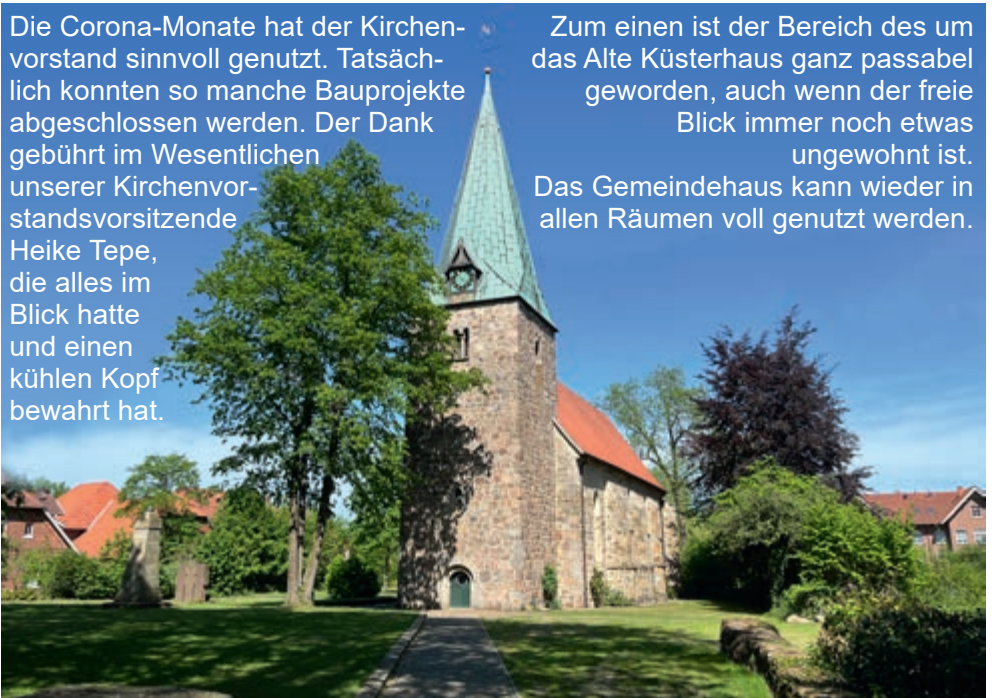 Die Corona-Monate hat der Kirchen-
vorstand sinnvoll genutzt. Tatsäch-
lich konnten so manche Bauprojekte
abgeschlossen werden. Der Dank
gebührt im Wesentlichen
unserer Kirchenvor-
standsvorsitzende
Heike Tepe,
die alles im
Blick hatte
und einen
kühlen Kopf
bewahrt hat.
Zum einen ist der Bereich des um
das Alte Küsterhaus ganz passabel
geworden, auch wenn der freie
Blick immer noch etwas
ungewohnt ist.
Das Gemeindehaus kann wieder in
allen Räumen voll genutzt werden.